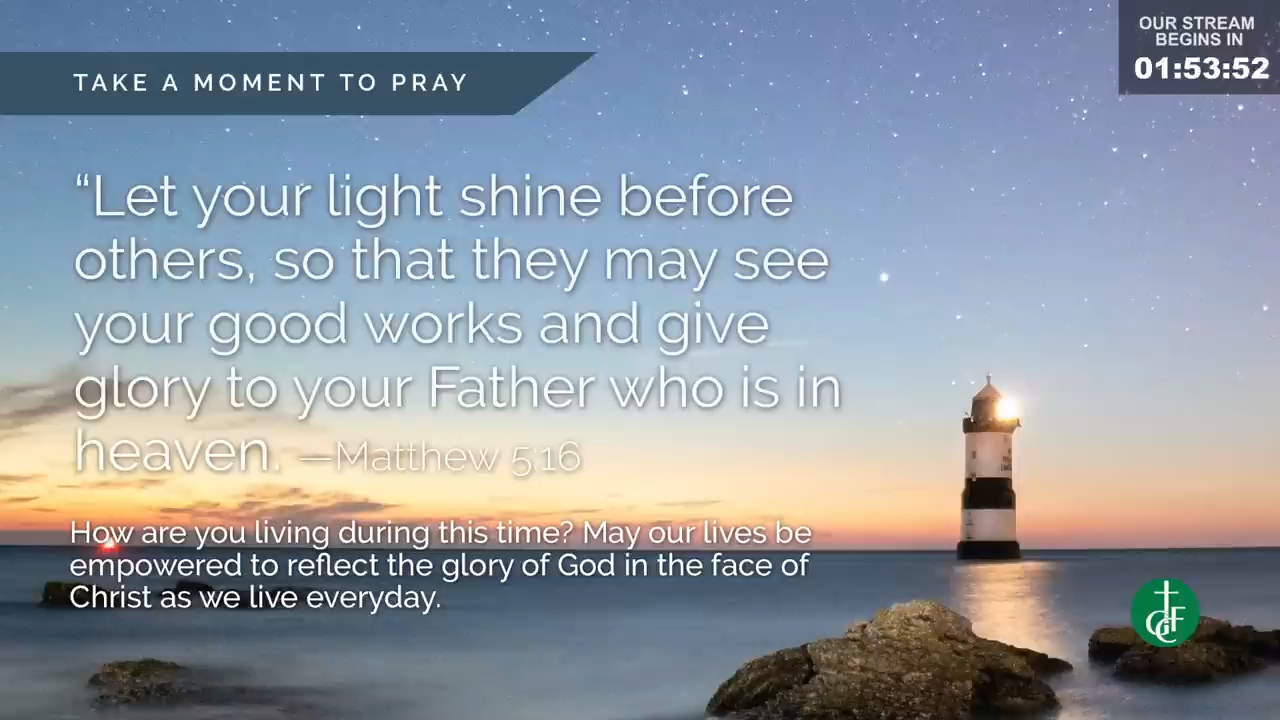 OUR STREAM
BEGINS IN
01:53:52
TAKE A MOMENT TO PRAY
“Let your light shine before
others, so that they may see
your good works and give
glory to your Father who is in
heaven. —Matthew 5:16
How are you living during this time? May our lives be
empowered to reflect the glory of God in the face of
Christ as we live everyday.